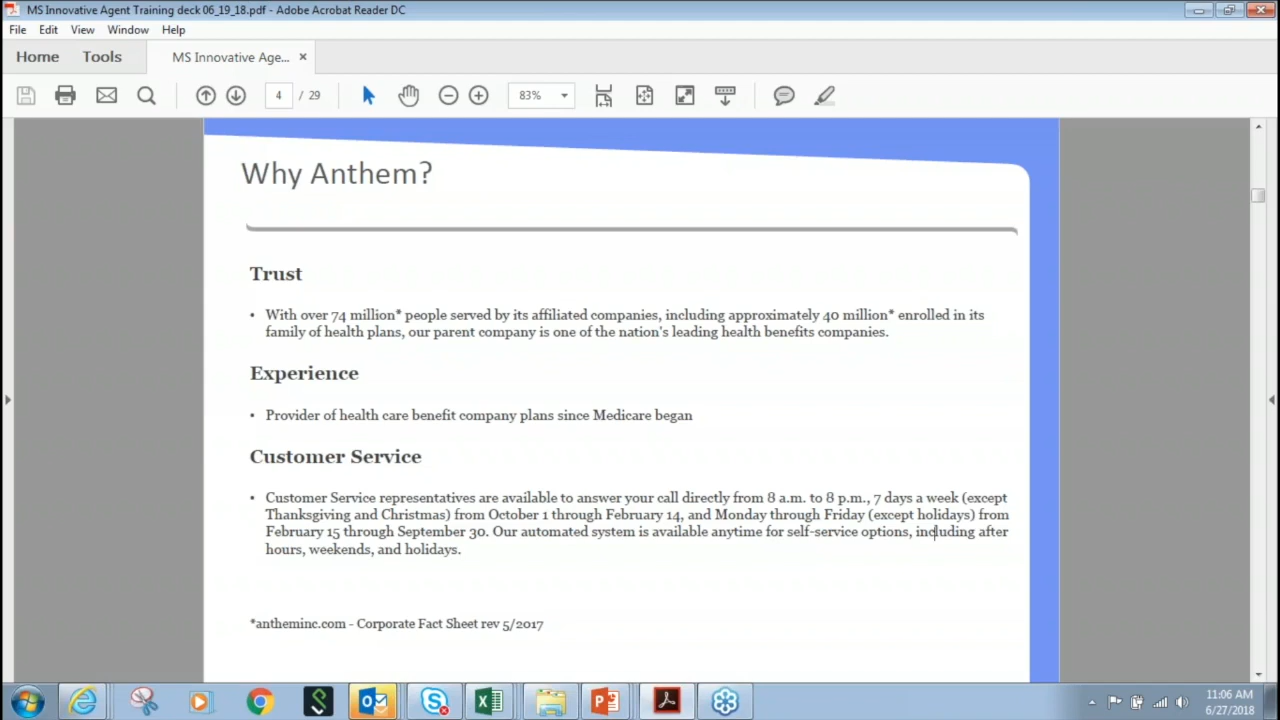 MS Innovative Agent Training deck 06_19_18.pdf - Adobe Acrobat Reader DC
File Edit View Window Help
Home Tools MS Innovative Age... ×
4 / 29 83%
Why Anthem?
Trust
• With over 74 million* people served by its affiliated companies, including approximately 40 million* enrolled in its
family of health plans, our parent company is one of the nation's leading health benefits companies.
Experience
• Provider of health care benefit company plans since Medicare began
Customer Service
• Customer Service representatives are available to answer your call directly from 8 a.m. to 8 p.m., 7 days a week (except
Thanksgiving and Christmas) from October 1 through February 14, and Monday through Friday (except holidays) from
February 15 through September 30. Our automated system is available anytime for self-service options, including after
hours, weekends, and holidays.
*antheminc.com - Corporate Fact Sheet rev 5/2017
11:06 AM
6/27/2018